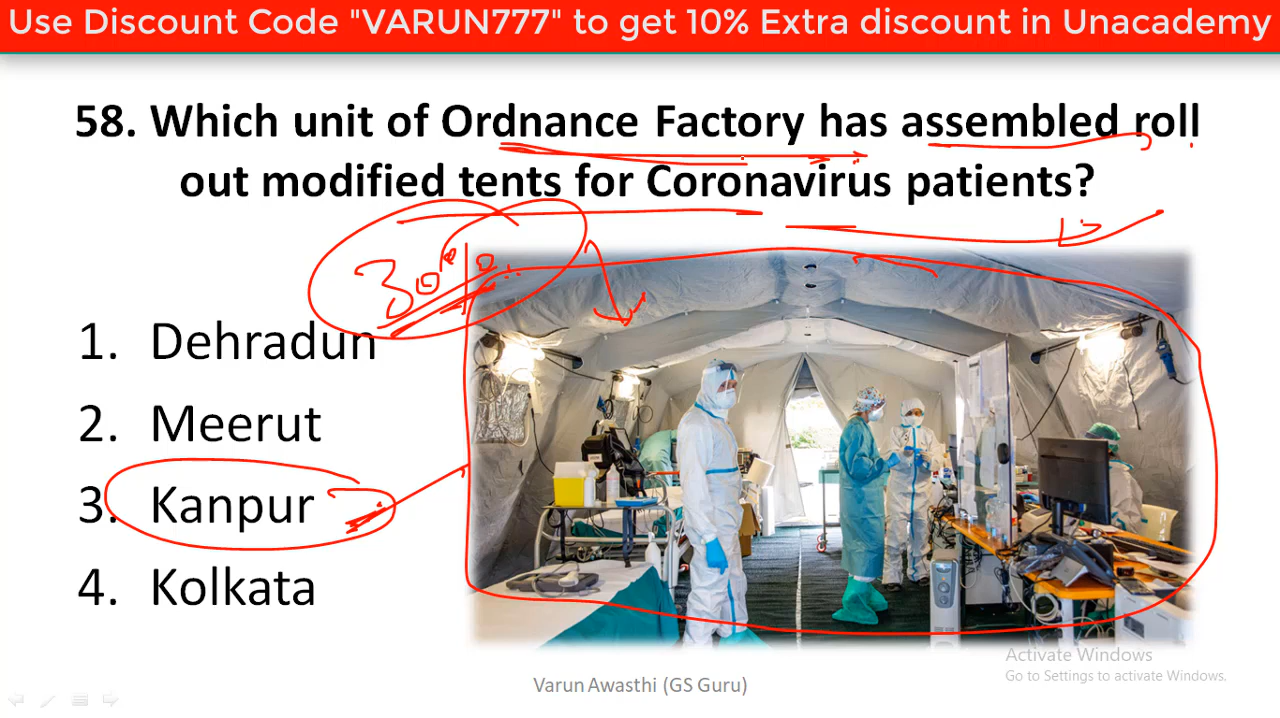 Use Discount Code "VARUN777" to get 10% Extra discount in Unacademy
58. Which unit of Ordnance Factory has assembled roll
out modified tents for Coronavirus patients?
30%
1. Dehradun
2. Meerut
3. Kanpur
4. Kolkata
Activate Windows
Go to Settings to activate Windows.
Varun Awasthi (GS Guru)